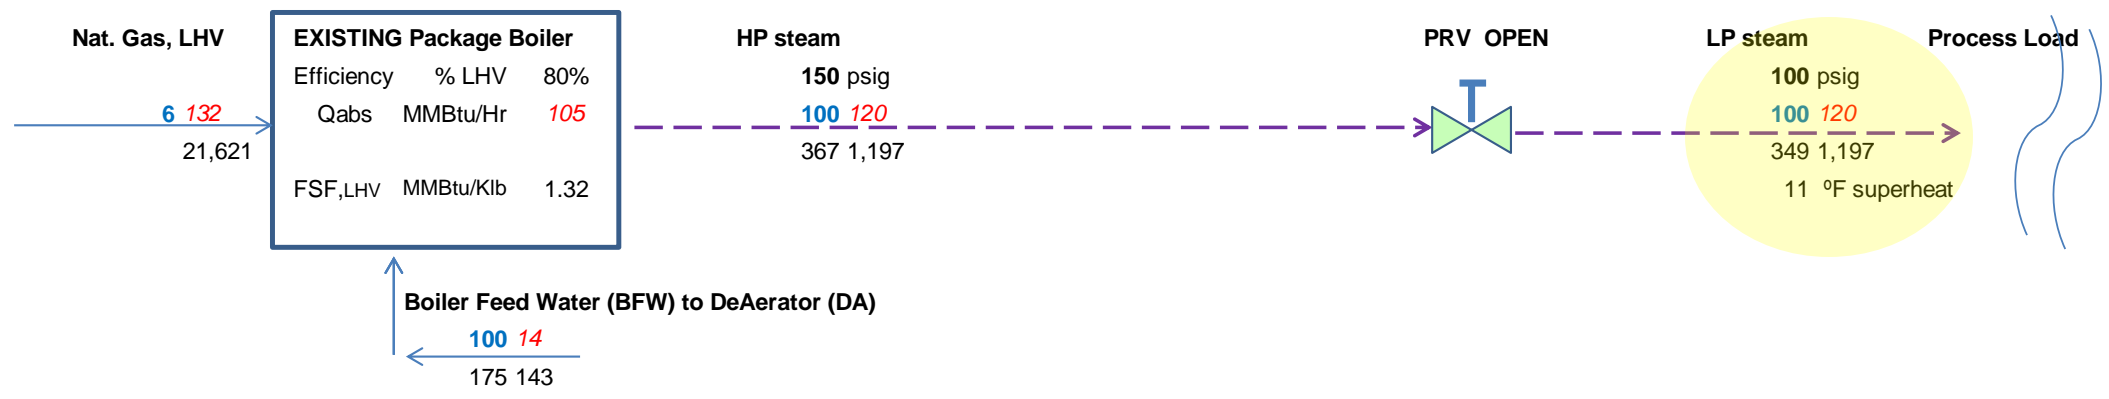 Nat. Gas, LHV
6 132
21,621
EXISTING Package Boiler
Efficiency % LHV 80%
Qabs MMBtu/Hr 105
FSF,LHV MMBtu/Klb 1.32
HP steam
150 psig
100 120
367 1,197
PRV OPEN
LP steam
100 psig
100 120
349 1,197
11 ºF superheat
Process Load
Boiler Feed Water (BFW) to DeAerator (DA)
100 14
175 143